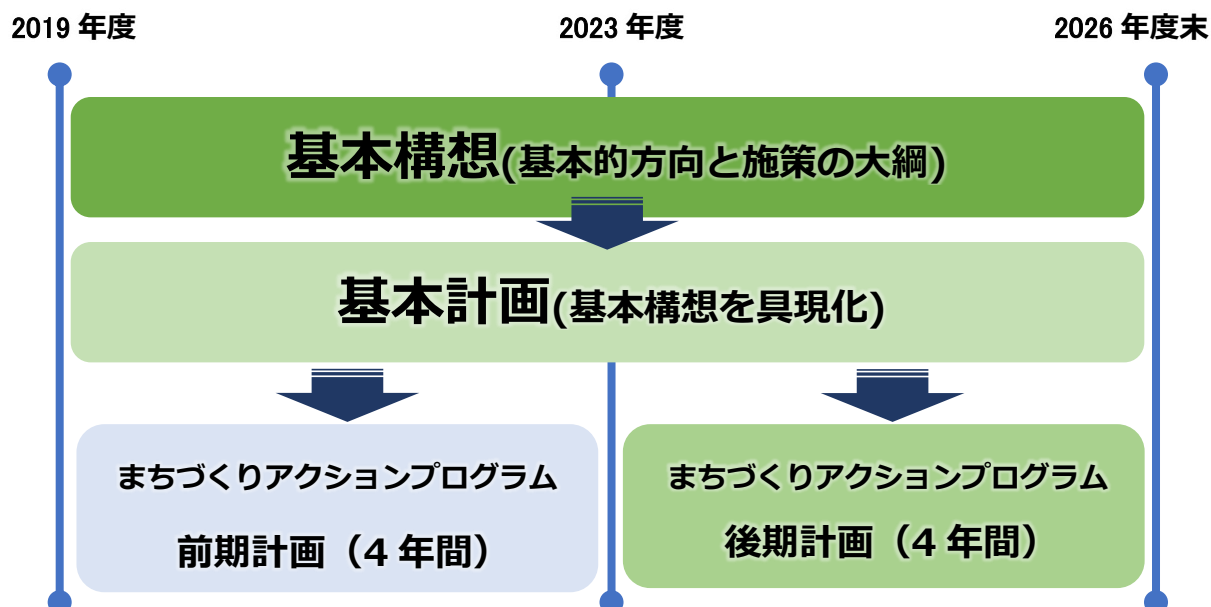 2019 年度
2023 年度
2026 年度末
基本構想(基本的方向と施策の大綱)
基本計画(基本構想を具現化)
まちづくりアクションプログラム
前期計画（4 年間）
まちづくりアクションプログラム
後期計画（4 年間）